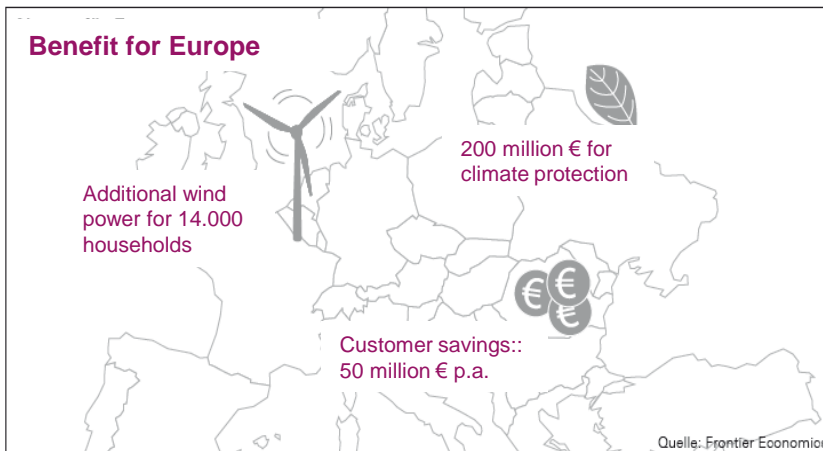 Benefit for Europe
200 million € for
climate protection
Additional wind
power for 14.000
households
€ € €
Customer savings::
50 million € p.a.
Quelle: Frontier Economics